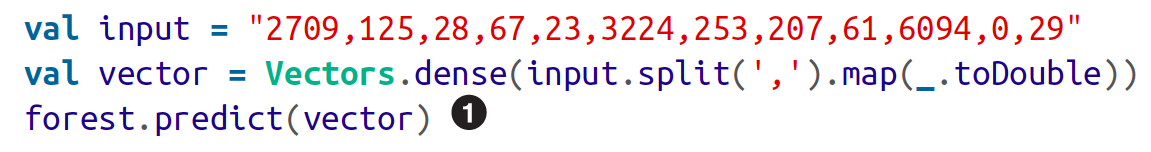 val input = "2709,125,28,67,23,3224,253,207,61,6094,0,29"
val vector = Vectors.dense(input.split(',').map(_.toDouble))
forest.predict(vector) ❶